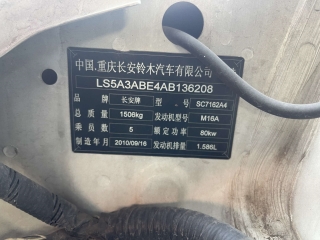 中国.重庆长安铃木汽车有限公司
LS5A3ABE4AB136208
品牌 长安牌 型号 SC7162A4
总质量 1506kg 发动机型号 M16A
乘员数 5 额定功率 80kw
制造年月 2010/09/16 发动机排量 1.586L